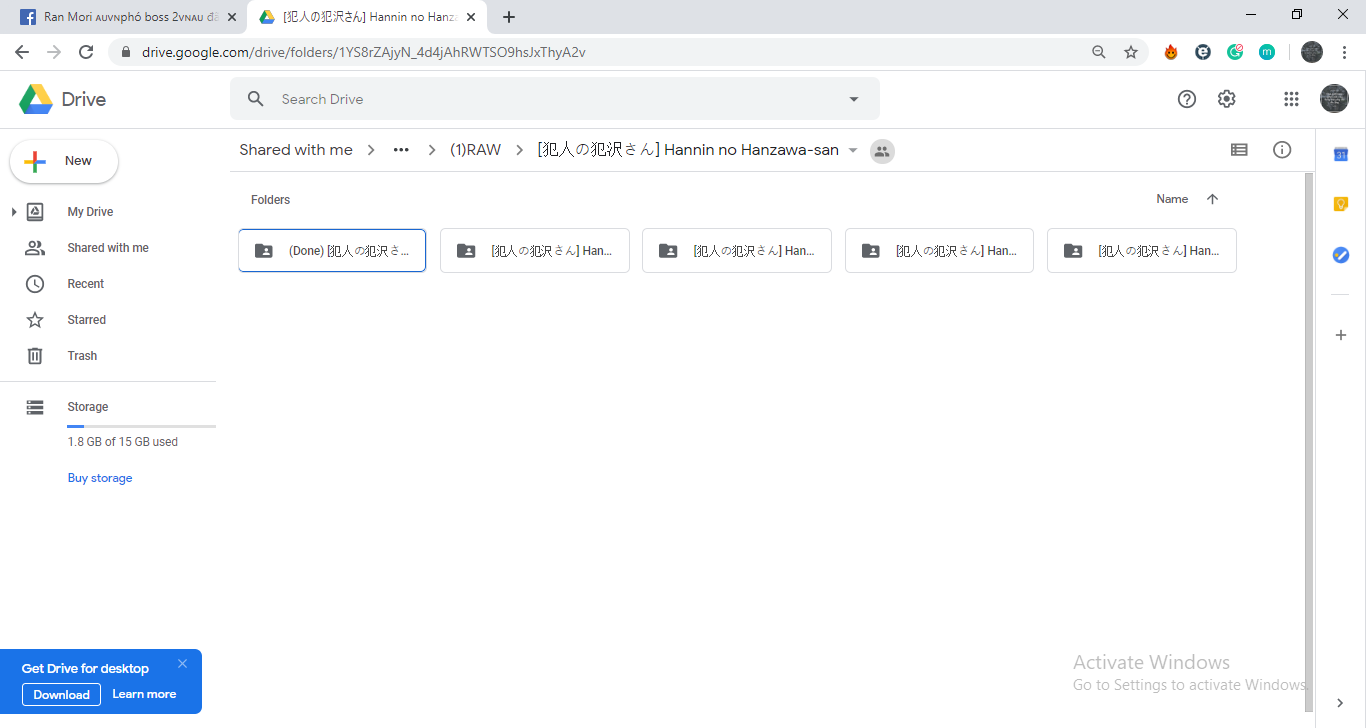 Ran Mori ᴀᴜᴠɴphó boss 2ᴠɴᴀᴜ
[犯人の犯沢さん] Hannin no Hanza
drive.google.com/drive/folders/1YS8rZAjyN_4d4jAhRWTSO9hsJxThyA2v
Drive
Search Drive
New
Shared with me
(1)RAW
[犯人の犯沢さん] Hannin no Hanzawa-san
My Drive
Shared with me
Recent
Starred
Trash
Storage
1.8 GB of 15 GB used
Buy storage
Folders
Name
(Done) [犯人の犯沢さ...
[犯人の犯沢さん] Han...
[犯人の犯沢さん] Han...
[犯人の犯沢さん] Han...
[犯人の犯沢さん] Han...
31
Get Drive for desktop
Download
Learn more
Activate Windows
Go to Settings to activate Windows.